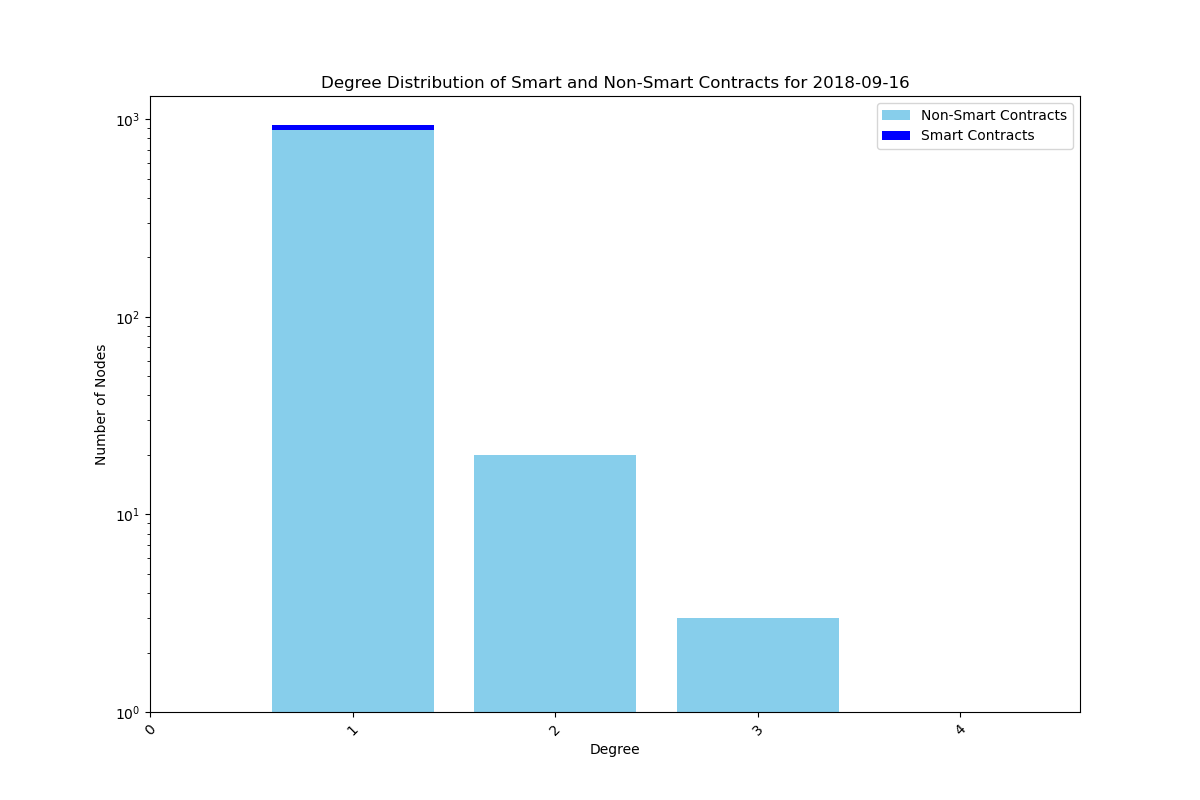 Degree Distribution of Smart and Non-Smart Contracts for 2018-09-16
Non-Smart Contracts
Smart Contracts
Number of Nodes
10³
10²
10¹
10⁰
0
1
2
3
4
Degree